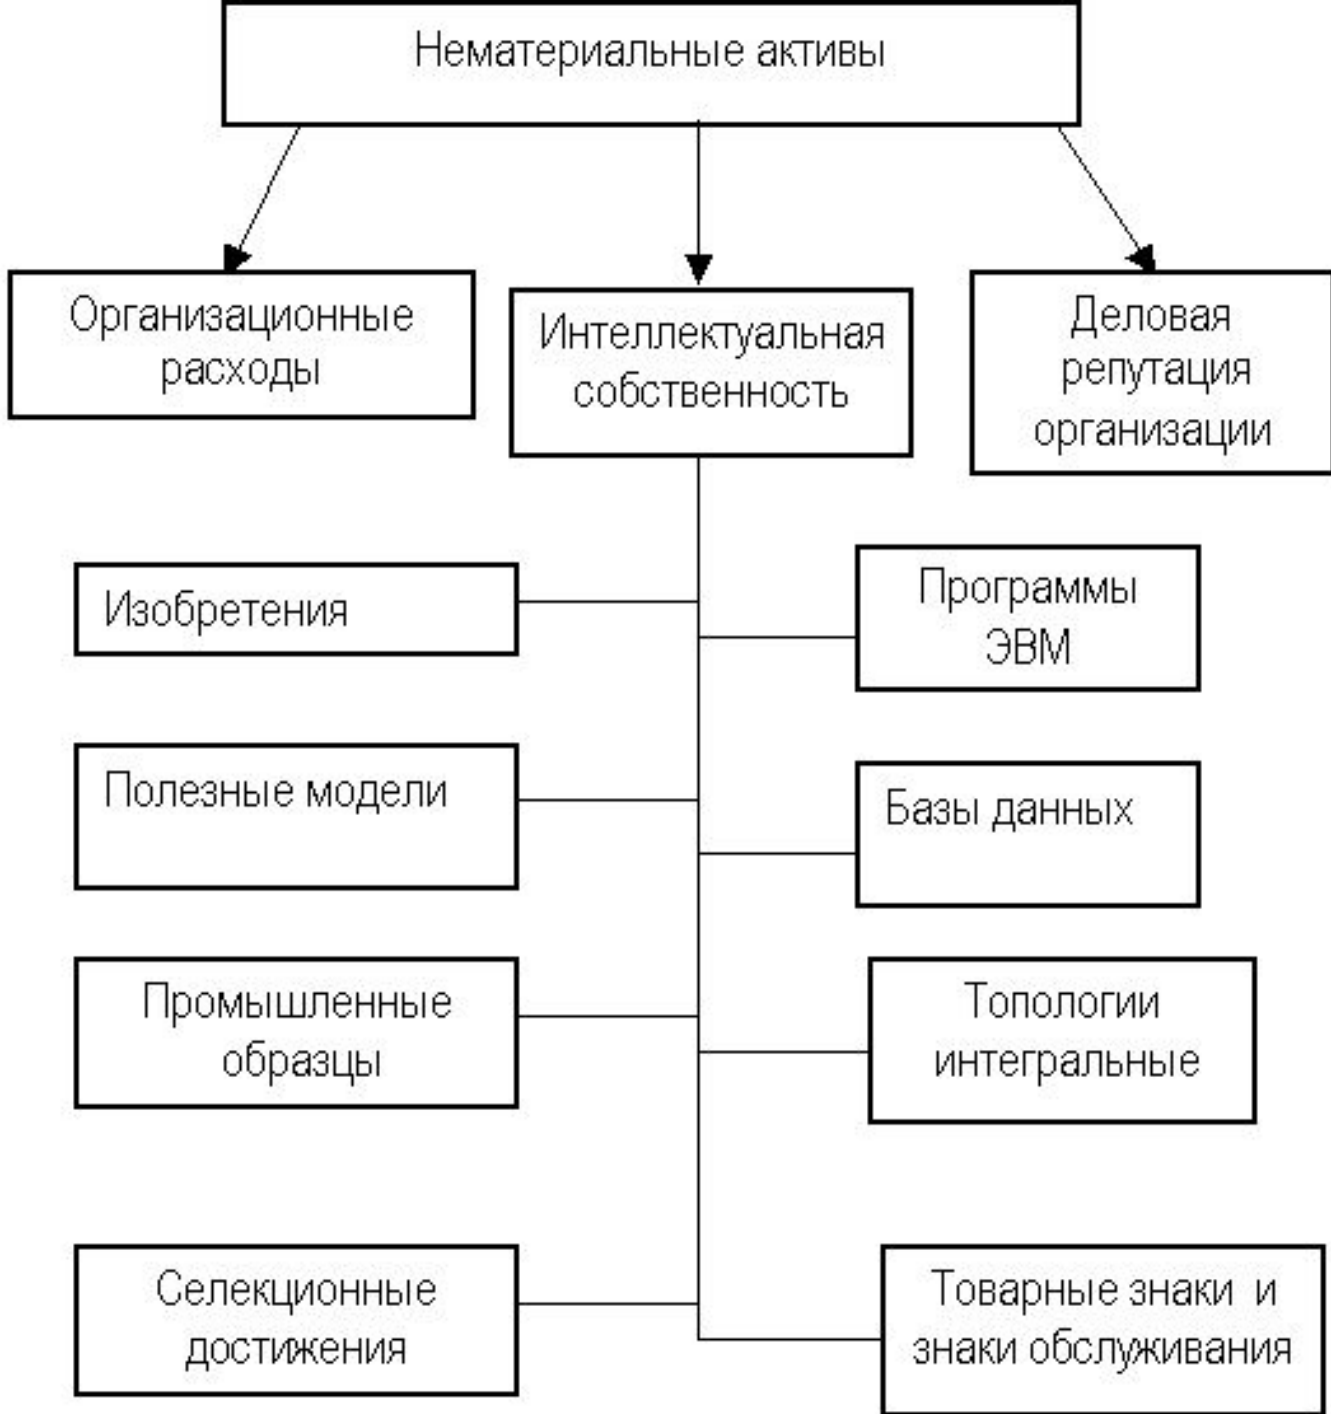 Нематериальные активы
Организационные
расходы
Интеллектуальная
собственность
Деловая
репутация
организации
Изобретения
Программы
ЭВМ
Полезные модели
Базы данных
Промышленные
образцы
Топологии
интегральные
Селекционные
достижения
Товарные знаки и
знаки обслуживания